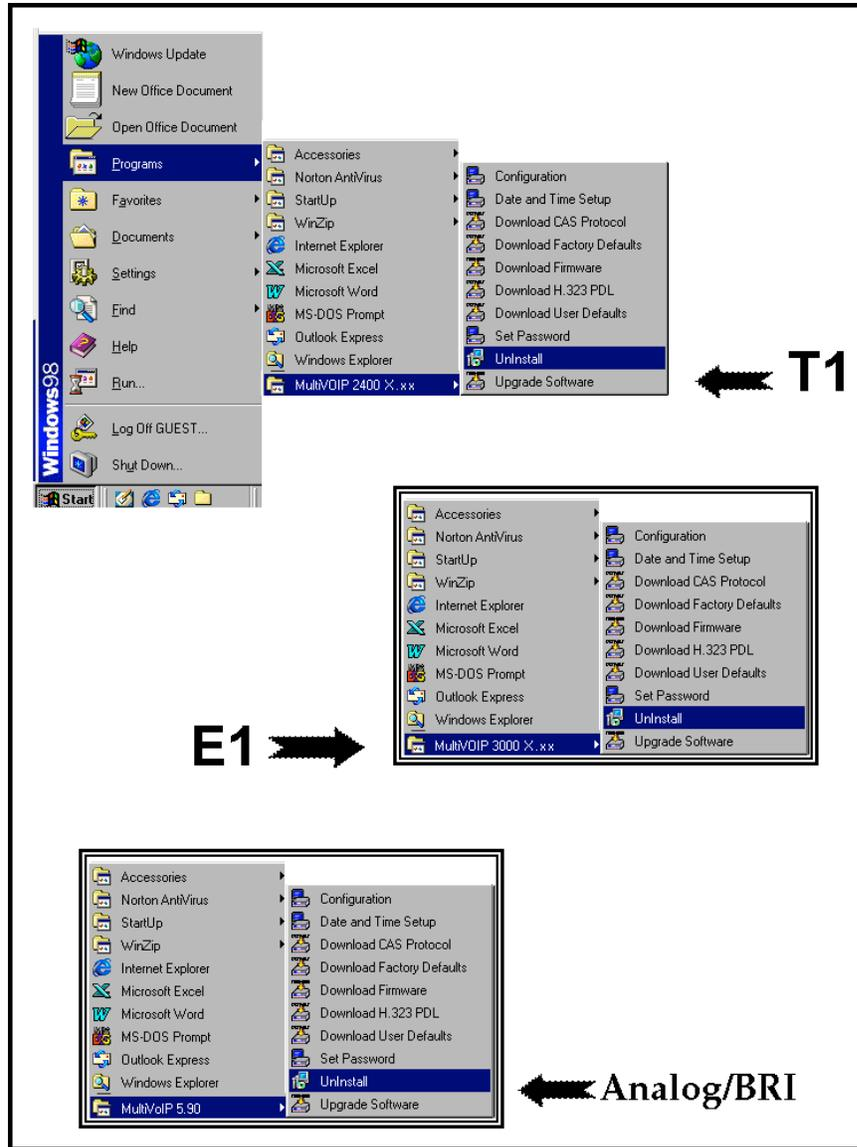 Windows Update
New Office Document
Open Office Document
Programs
Favorites
Documents
Settings
Find
Help
Run...
Log Off GUEST...
Shut Down...
Windows98
Start
Accessories
Norton AntiVirus
StartUp
WinZip
Internet Explorer
Microsoft Excel
Microsoft Word
MS-DOS Prompt
Outlook Express
Windows Explorer
MultiVOIP 2400 X.xx
Configuration
Date and Time Setup
Download CAS Protocol
Download Factory Defaults
Download Firmware
Download H.323 PDL
Download User Defaults
Set Password
UnInstall
Upgrade Software
T1
Accessories
Norton AntiVirus
StartUp
WinZip
Internet Explorer
Microsoft Excel
Microsoft Word
MS-DOS Prompt
Outlook Express
Windows Explorer
MultiVOIP 3000 X.xx
Configuration
Date and Time Setup
Download CAS Protocol
Download Factory Defaults
Download Firmware
Download H.323 PDL
Download User Defaults
Set Password
UnInstall
Upgrade Software
E1
Accessories
Norton AntiVirus
StartUp
WinZip
Internet Explorer
Microsoft Excel
Microsoft Word
MS-DOS Prompt
Outlook Express
Windows Explorer
MultiVoIP 5.90
Configuration
Date and Time Setup
Download CAS Protocol
Download Factory Defaults
Download Firmware
Download H.323 PDL
Download User Defaults
Set Password
UnInstall
Upgrade Software
Analog/BRI